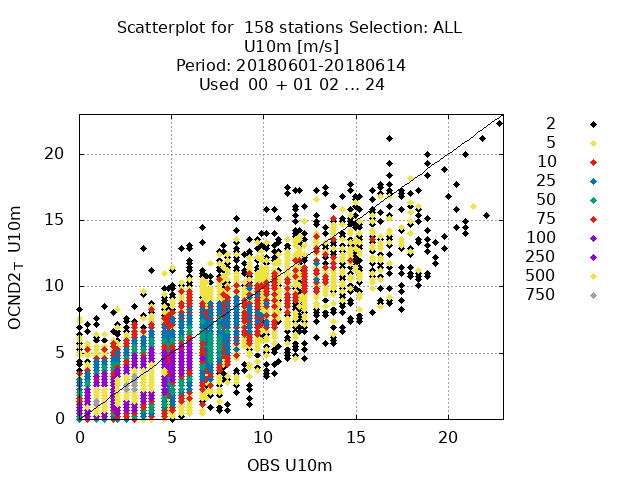 Scatterplot for  158 stations Selection: ALL
U10m [m/s]
Period: 20180601-20180614
Used  00 + 01 02 ... 24
2
5
10
25
50
75
100
250
500
750
20
15
10
5
0
OCND2_T U10m
0 5 10 15 20
OBS U10m